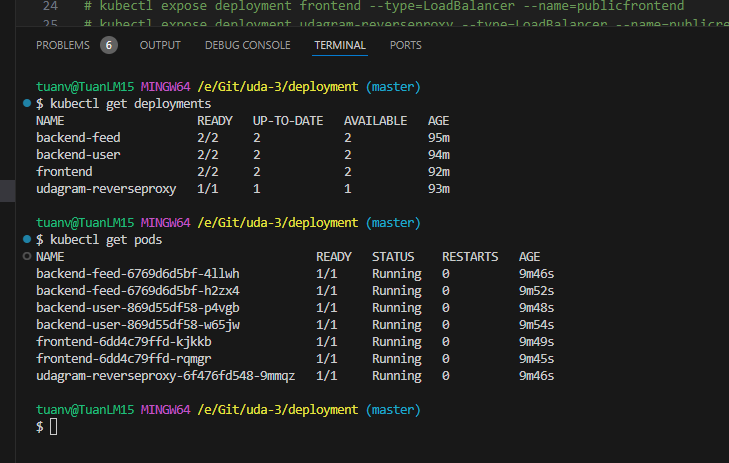 24 # kubectl expose deployment frontend --type=LoadBalancer --name=publicfrontend
25 # kubectl expose deployment udagram-reverseproxy --type=LoadBalancer --name=publicre
PROBLEMS 6 OUTPUT DEBUG CONSOLE TERMINAL PORTS
tuanv@TuanLM15 MINGW64 /e/Git/uda-3/deployment (master)
$ kubectl get deployments
NAME READY UP-TO-DATE AVAILABLE AGE
backend-feed 2/2 2 2 95m
backend-user 2/2 2 2 94m
frontend 2/2 2 2 92m
udagram-reverseproxy 1/1 1 1 93m
tuanv@TuanLM15 MINGW64 /e/Git/uda-3/deployment (master)
$ kubectl get pods
NAME READY STATUS RESTARTS AGE
backend-feed-6769d6d5bf-4llwh 1/1 Running 0 9m46s
backend-feed-6769d6d5bf-h2zx4 1/1 Running 0 9m52s
backend-user-869d55df58-p4vgb 1/1 Running 0 9m48s
backend-user-869d55df58-w65jw 1/1 Running 0 9m54s
frontend-6dd4c79ffd-kjkkb 1/1 Running 0 9m49s
frontend-6dd4c79ffd-rqmgr 1/1 Running 0 9m45s
udagram-reverseproxy-6f476fd548-9mmqz 1/1 Running 0 9m46s
tuanv@TuanLM15 MINGW64 /e/Git/uda-3/deployment (master)
$